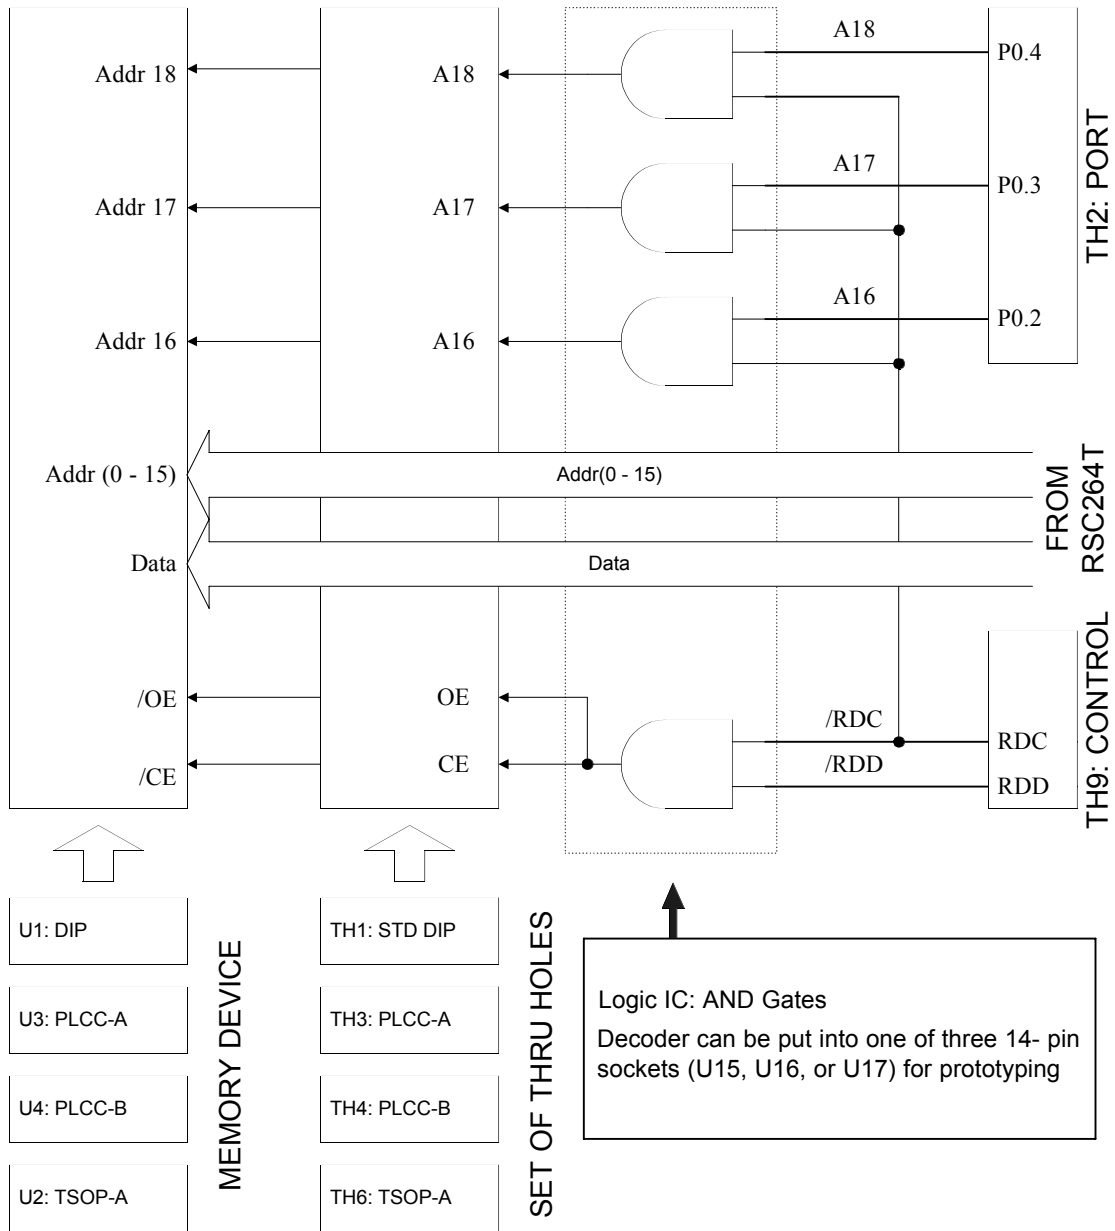 Addr 18
A18
A18
P0.4
Addr 17
A17
A17
P0.3
Addr 16
A16
A16
P0.2
TH2: PORT
Addr (0 - 15)
Addr(0 - 15)
Data
Data
FROM
RSC264T
/OE
OE
/RDC
RDC
/CE
CE
/RDD
RDD
TH9: CONTROL
U1: DIP
U3: PLCC-A
U4: PLCC-B
U2: TSOP-A
MEMORY DEVICE
TH1: STD DIP
TH3: PLCC-A
TH4: PLCC-B
TH6: TSOP-A
SET OF THRU HOLES
Logic IC: AND Gates
Decoder can be put into one of three 14- pin
sockets (U15, U16, or U17) for prototyping